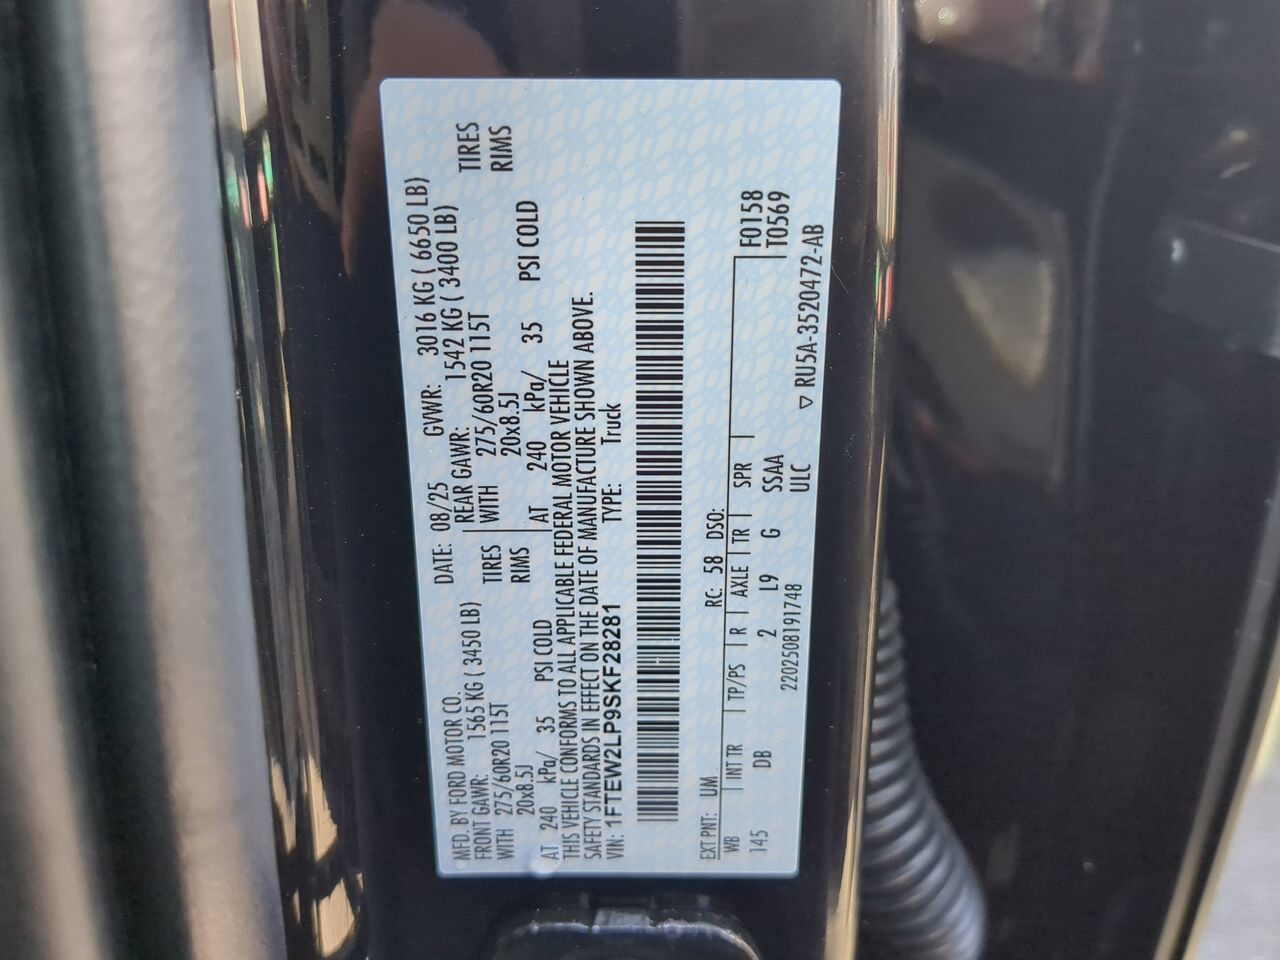 MFD. BY FORD MOTOR CO. DATE: 08/25 GVWR: 3016 KG ( 6650 LB)
FRONT GAWR: 1565 KG ( 3450 LB) REAR GAWR: 1542 KG ( 3400 LB)
WITH 275/60R20 115T TIRES WITH 275/60R20 115T TIRES
20x8.5J RIMS 20x8.5J RIMS
AT 240 kPa/ 35 PSI COLD AT 240 kPa/ 35 PSI COLD
THIS VEHICLE CONFORMS TO ALL APPLICABLE FEDERAL MOTOR VEHICLE
SAFETY STANDARDS IN EFFECT ON THE DATE OF MANUFACTURE SHOWN ABOVE.
VIN: 1FTEW2LP9SKF28281 TYPE: Truck
EXT PNT: UM RC: 58 DSO:
WB INT TR TP/PS R AXLE TR SPR F0158
145 DB 2 L9 G SSAA T0569
2202508191748 ULC ▽ RU5A-3520472-AB